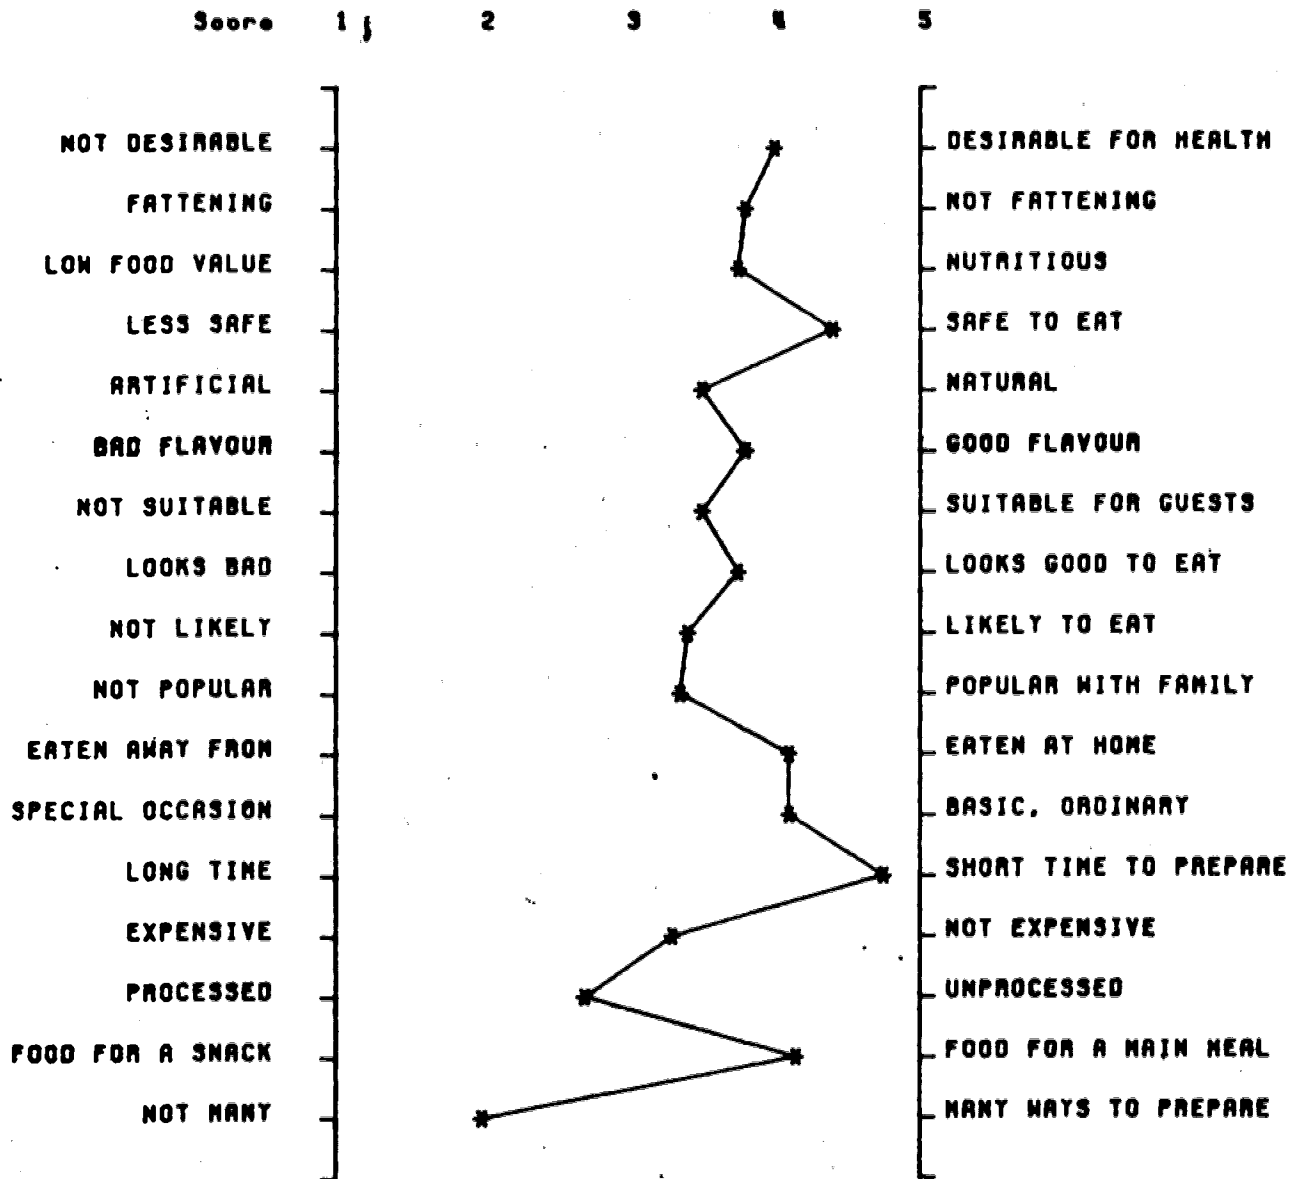 Score 1 2 3 4 5
NOT DESIRABLE DESIRABLE FOR HEALTH
FATTENING NOT FATTENING
LOW FOOD VALUE NUTRITIOUS
LESS SAFE SAFE TO EAT
ARTIFICIAL NATURAL
BAD FLAVOUR GOOD FLAVOUR
NOT SUITABLE SUITABLE FOR GUESTS
LOOKS BAD LOOKS GOOD TO EAT
NOT LIKELY LIKELY TO EAT
NOT POPULAR POPULAR WITH FAMILY
EATEN AWAY FROM EATEN AT HOME
SPECIAL OCCASION BASIC, ORDINARY
LONG TIME SHORT TIME TO PREPARE
EXPENSIVE NOT EXPENSIVE
PROCESSED UNPROCESSED
FOOD FOR A SNACK FOOD FOR A MAIN MEAL
NOT MANY MANY WAYS TO PREPARE